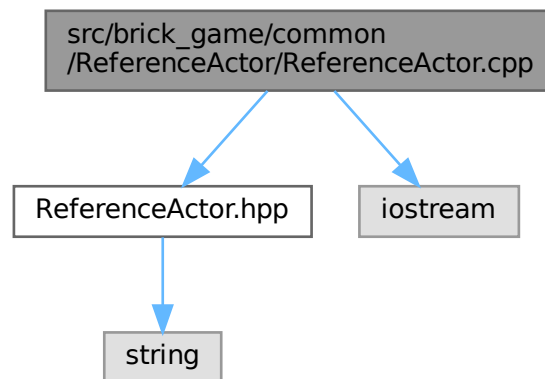 src/brick_game/common
/ReferenceActor/ReferenceActor.cpp
ReferenceActor.hpp
iostream
string